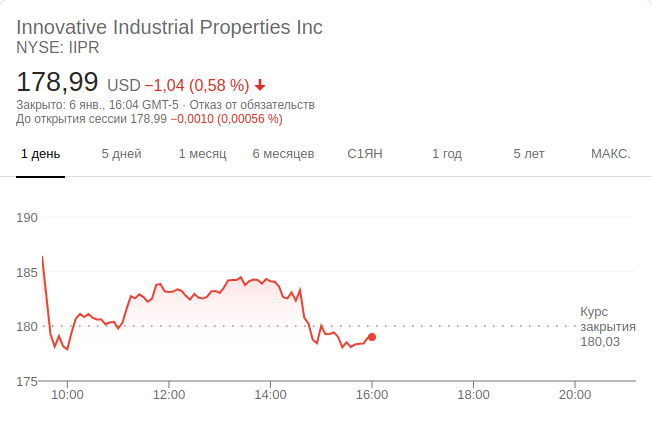 Innovative Industrial Properties Inc
NYSE: IIPR
178,99 USD −1,04 (0,58 %)
Закрыто: 6 янв., 16:04 GMT-5 · Отказ от обязательств
До открытия сессии 178,99 −0,0010 (0,00056 %)
1 день 5 дней 1 месяц 6 месяцев С1ЯН 1 год 5 лет МАКС.
190
185
Курс
180 закрытия
180,03
175
10:00 12:00 14:00 16:00 18:00 20:00